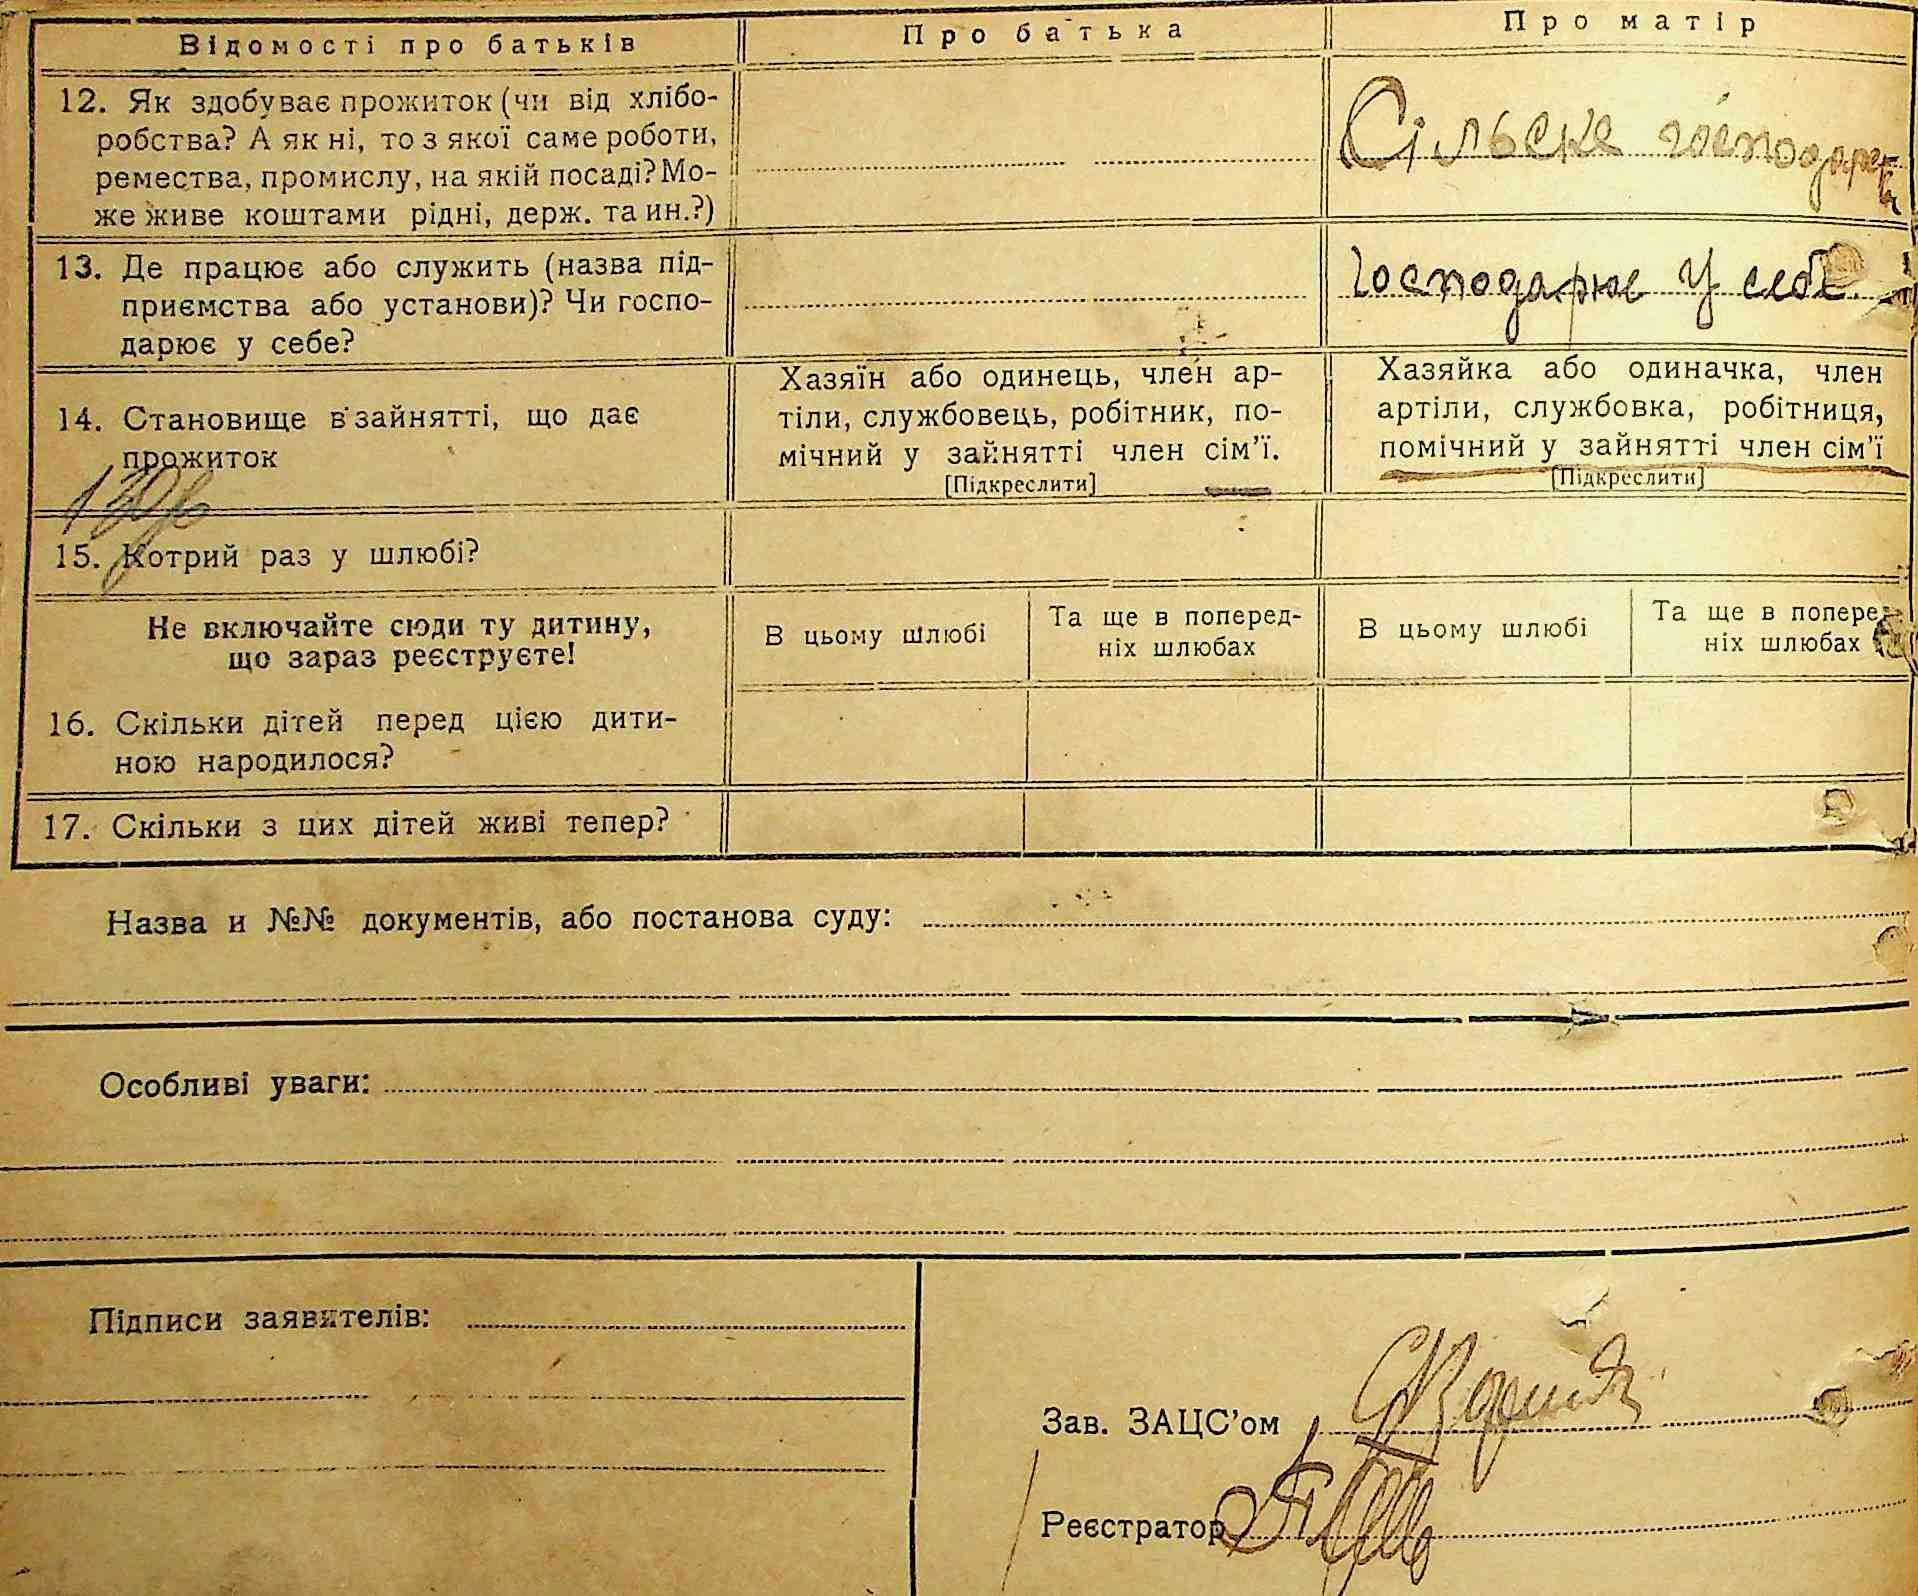 Відомості про батьків
Про батька
Про матір
12. Як здобуває прожиток (чи від хлібо-
робства? А як ні, то з якої саме роботи,
ремества, промислу, на якій посаді? Мо-
же живе коштами рідні, держ. та ин.?)
Сільске господарство
13. Де працює або служить (назва під-
приємства або установи)? Чи госпо-
дарює у себе?
Господарює у себе.
14. Становище в зайнятті, що дає
прожиток
Хазяїн або одинець, член ар-
тіли, службовець, робітник, по-
мічний у зайнятті член сім’ї.
[Підкреслити]
Хазяйка або одиначка, член
артіли, службовка, робітниця,
помічний у зайнятті член сім’ї
[Підкреслити]
15. Котрий раз у шлюбі?
Не включайте сюди ту дитину,
що зараз реєструєте!
В цьому шлюбі
Та ще в поперед-
ніх шлюбах
В цьому шлюбі
Та ще в попере
ніх шлюбах
16. Скільки дітей перед цією дити-
ною народилося?
17. Скільки з цих дітей живі тепер?
Назва и №№ документів, або постанова суду:
Особливі уваги:
Підписи заявителів:
Зав. ЗАЦС’ом
Реєстратор